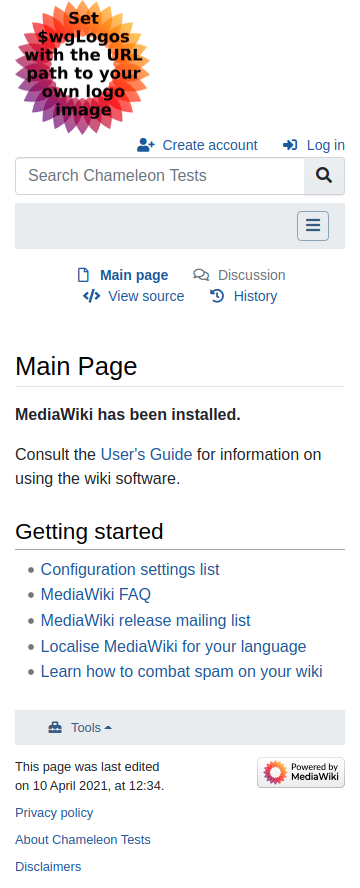 Set
$wgLogos
with the URL
path to your
own logo
image
Create account Log in
Search Chameleon Tests
Main page Discussion
View source History
Main Page
MediaWiki has been installed.
Consult the User's Guide for information on
using the wiki software.
Getting started
Configuration settings list
MediaWiki FAQ
MediaWiki release mailing list
Localise MediaWiki for your language
Learn how to combat spam on your wiki
Tools
This page was last edited
on 10 April 2021, at 12:34.
Powered by
MediaWiki
Privacy policy
About Chameleon Tests
Disclaimers